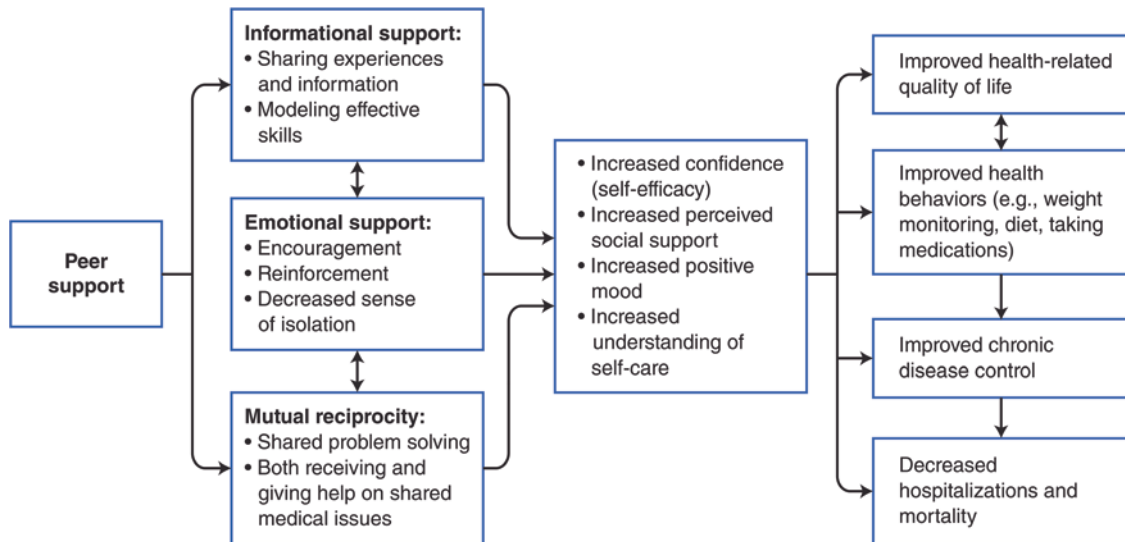 Peer
support
Informational support:
• Sharing experiences
and information
• Modeling effective
skills
Emotional support:
• Encouragement
• Reinforcement
• Decreased sense
of isolation
Mutual reciprocity:
• Shared problem solving
• Both receiving and
giving help on shared
medical issues
• Increased confidence
(self-efficacy)
• Increased perceived
social support
• Increased positive
mood
• Increased
understanding of
self-care
Improved health-related
quality of life
Improved health
behaviors (e.g., weight
monitoring, diet, taking
medications)
Improved chronic
disease control
Decreased
hospitalizations and
mortality